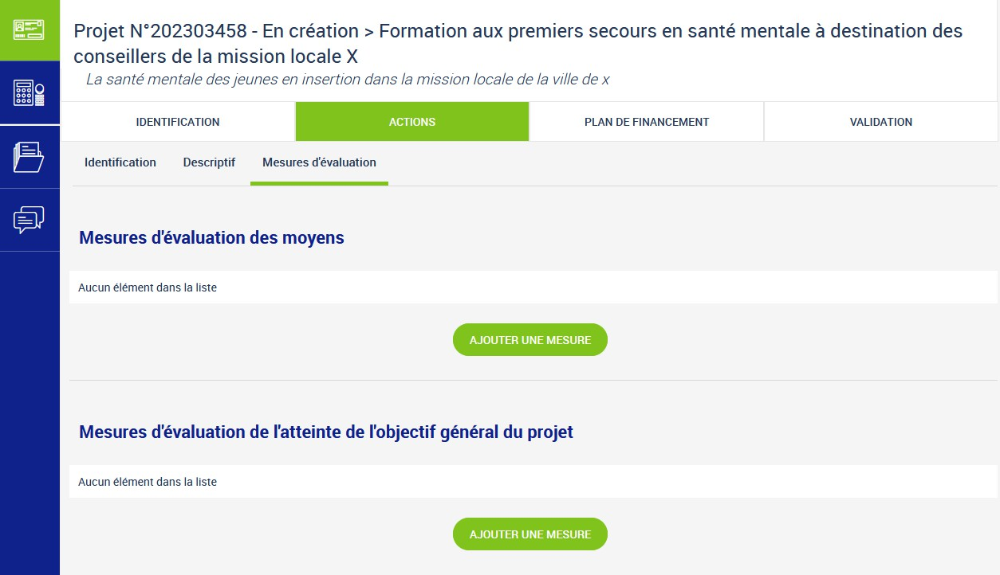 Projet N°202303458 - En création > Formation aux premiers secours en santé mentale à destination des
conseillers de la mission locale X
La santé mentale des jeunes en insertion dans la mission locale de la ville de x
IDENTIFICATION
ACTIONS
PLAN DE FINANCEMENT
VALIDATION
Identification
Descriptif
Mesures d'évaluation
Mesures d'évaluation des moyens
Aucun élément dans la liste
AJOUTER UNE MESURE
Mesures d'évaluation de l'atteinte de l'objectif général du projet
Aucun élément dans la liste
AJOUTER UNE MESURE